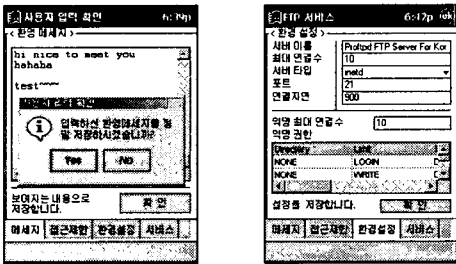 사용자 입력 확인 6:39p
환영 메세지
hi nice to meet you
hahaha
test~~~~
입력하신 환영메세지를 정
말 저장하시겠습니까?
Yes No
보여지는 내용으로
저장합니다. 확 인
메세지 접근제한 환경설정 서비스
FTP 서비스 6:42p ok
환경 설정
서버 이름 Proftpd FTP Server For Kor
최대 연결수 10
서버 타입 inetd
포트 21
연결지연 900
익명 최대 연결수 10
익명 권한
Directory Limit
NONE LOGIN
NONE WRITE
설정을 저장합니다. 확 인
메세지 접근제한 환경설정 서비스